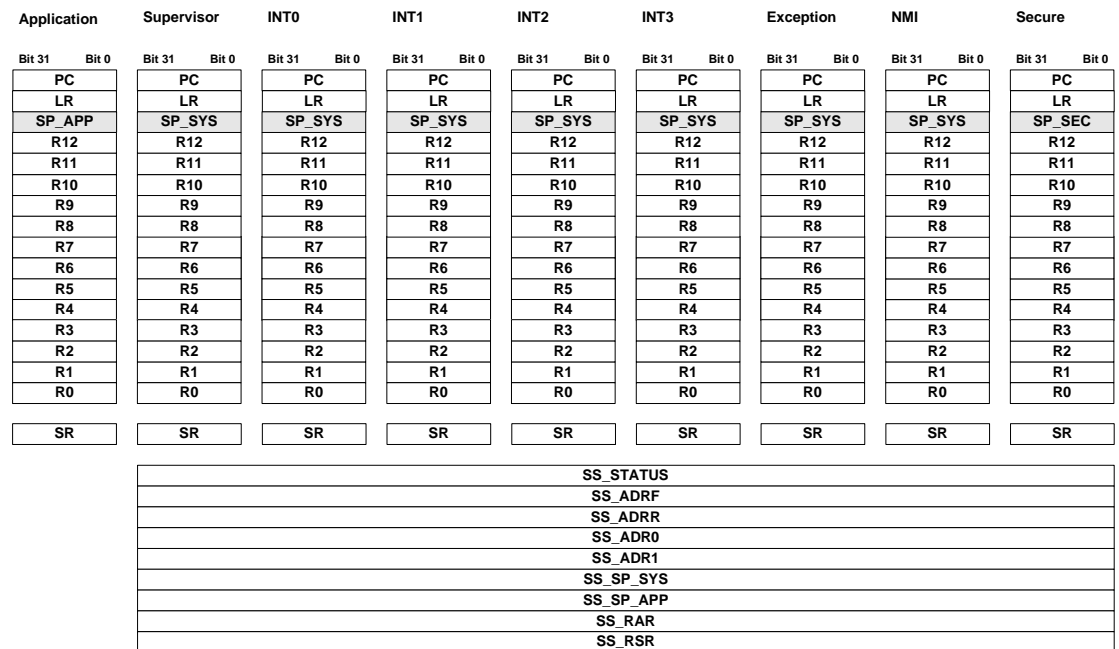 Application Supervisor INT0 INT1 INT2 INT3 Exception NMI Secure
Bit 31 Bit 0 Bit 31 Bit 0 Bit 31 Bit 0 Bit 31 Bit 0 Bit 31 Bit 0 Bit 31 Bit 0 Bit 31 Bit 0 Bit 31 Bit 0 Bit 31 Bit 0
PC PC PC PC PC PC PC PC PC
LR LR LR LR LR LR LR LR LR
SP_APP SP_SYS SP_SYS SP_SYS SP_SYS SP_SYS SP_SYS SP_SYS SP_SEC
R12 R12 R12 R12 R12 R12 R12 R12 R12
R11 R11 R11 R11 R11 R11 R11 R11 R11
R10 R10 R10 R10 R10 R10 R10 R10 R10
R9 R9 R9 R9 R9 R9 R9 R9 R9
R8 R8 R8 R8 R8 R8 R8 R8 R8
R7 R7 R7 R7 R7 R7 R7 R7 R7
R6 R6 R6 R6 R6 R6 R6 R6 R6
R5 R5 R5 R5 R5 R5 R5 R5 R5
R4 R4 R4 R4 R4 R4 R4 R4 R4
R3 R3 R3 R3 R3 R3 R3 R3 R3
R2 R2 R2 R2 R2 R2 R2 R2 R2
R1 R1 R1 R1 R1 R1 R1 R1 R1
R0 R0 R0 R0 R0 R0 R0 R0 R0
SR SR SR SR SR SR SR SR SR
SS_STATUS
SS_ADRF
SS_ADRR
SS_ADR0
SS_ADR1
SS_SP_SYS
SS_SP_APP
SS_RAR
SS_RSR